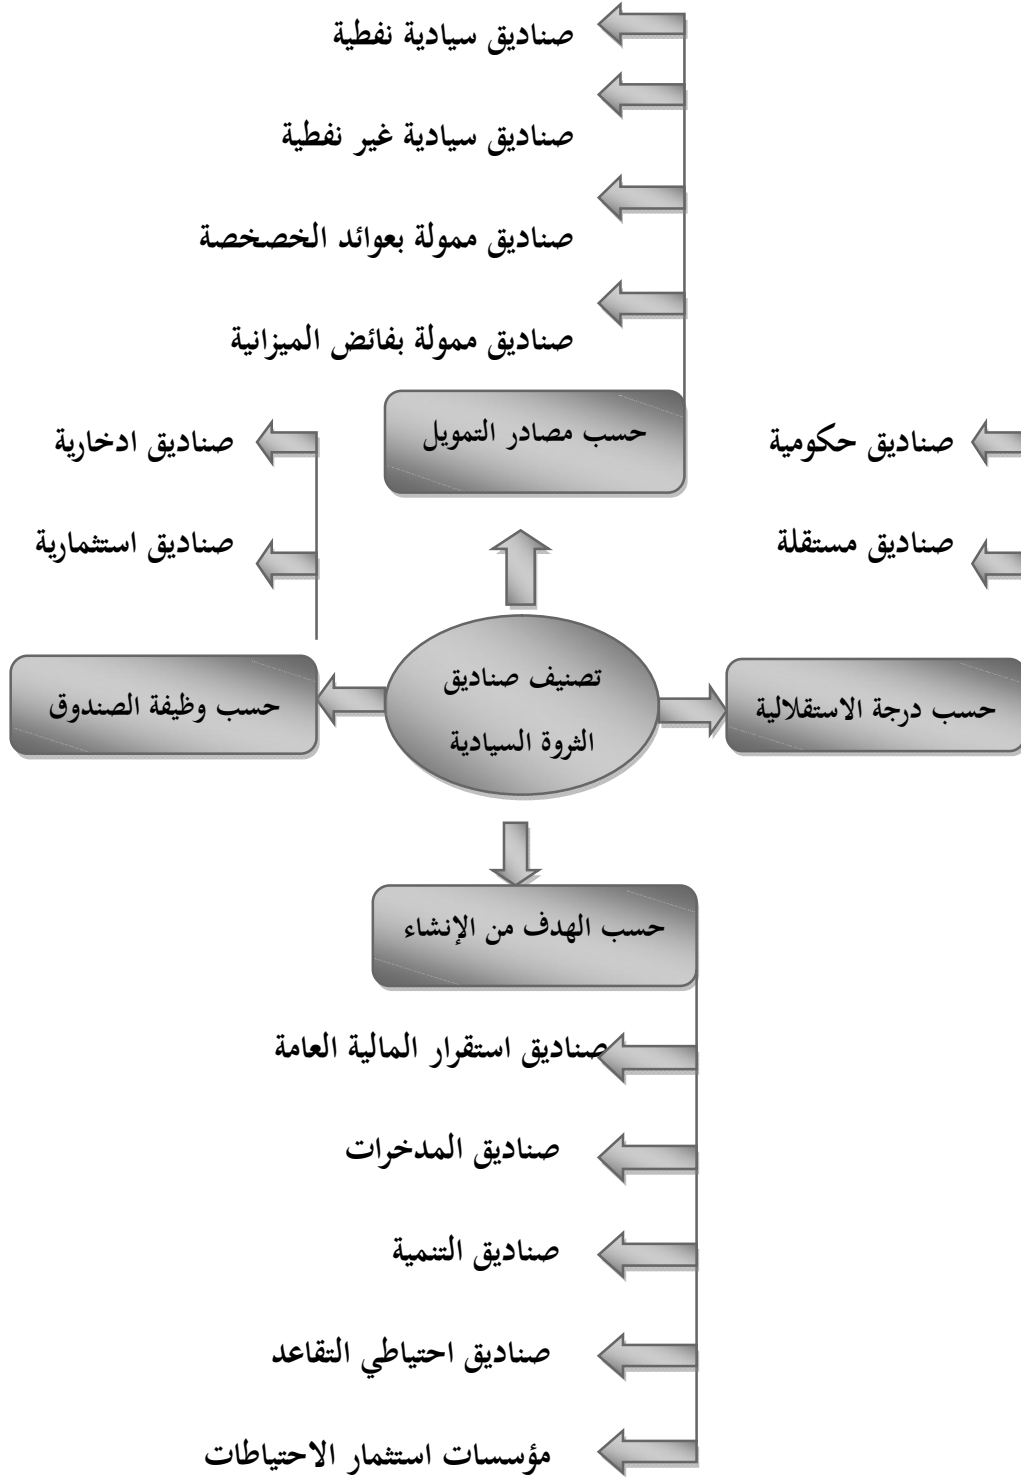 صناديق سيادية نفطية
صناديق سيادية غير نفطية
صناديق ممولة بعوائد الخصخصة
صناديق ممولة بفائض الميزانية
حسب مصادر التمويل
صناديق حكومية
صناديق مستقلة
صناديق ادخارية
صناديق استثمارية
تصنيف صناديق
الثروة السيادية
حسب درجة الاستقلالية
حسب وظيفة الصندوق
حسب الهدف من الإنشاء
صناديق استقرار المالية العامة
صناديق المدخرات
صناديق التنمية
صناديق احتياطي التقاعد
مؤسسات استثمار الاحتياطات